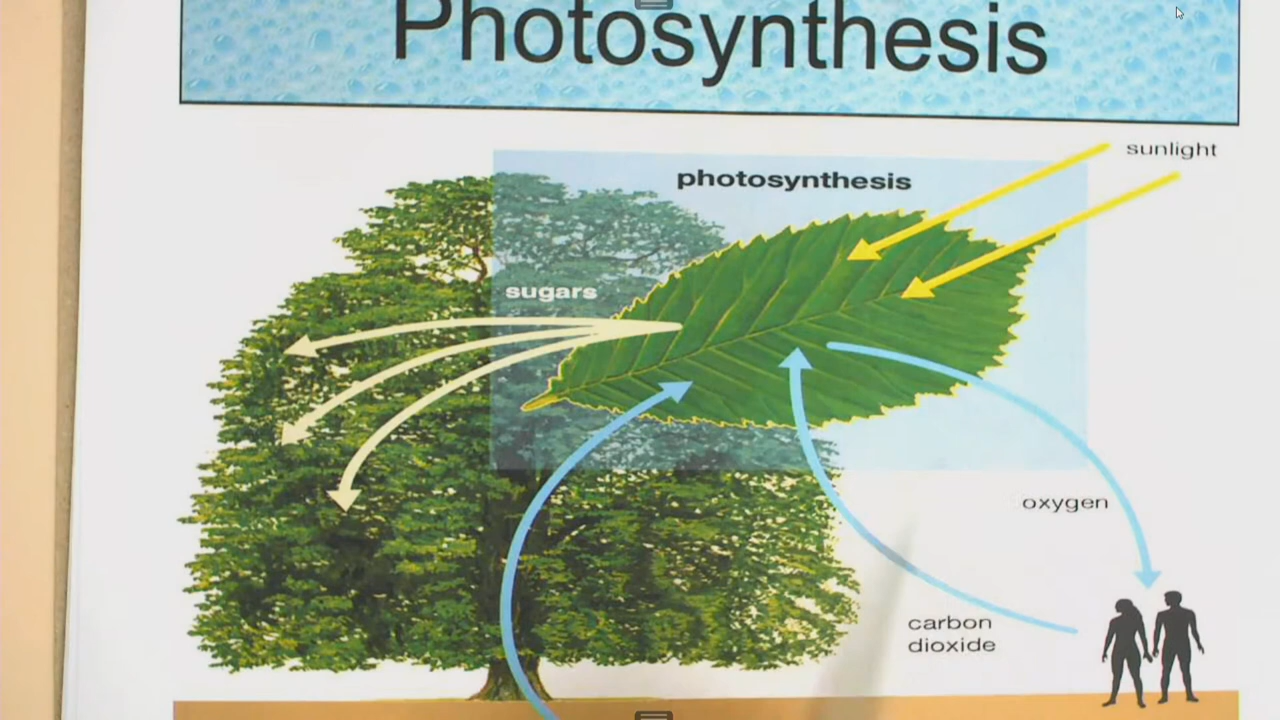 Photosynthesis
sunlight
photosynthesis
sugars
oxygen
carbon
dioxide